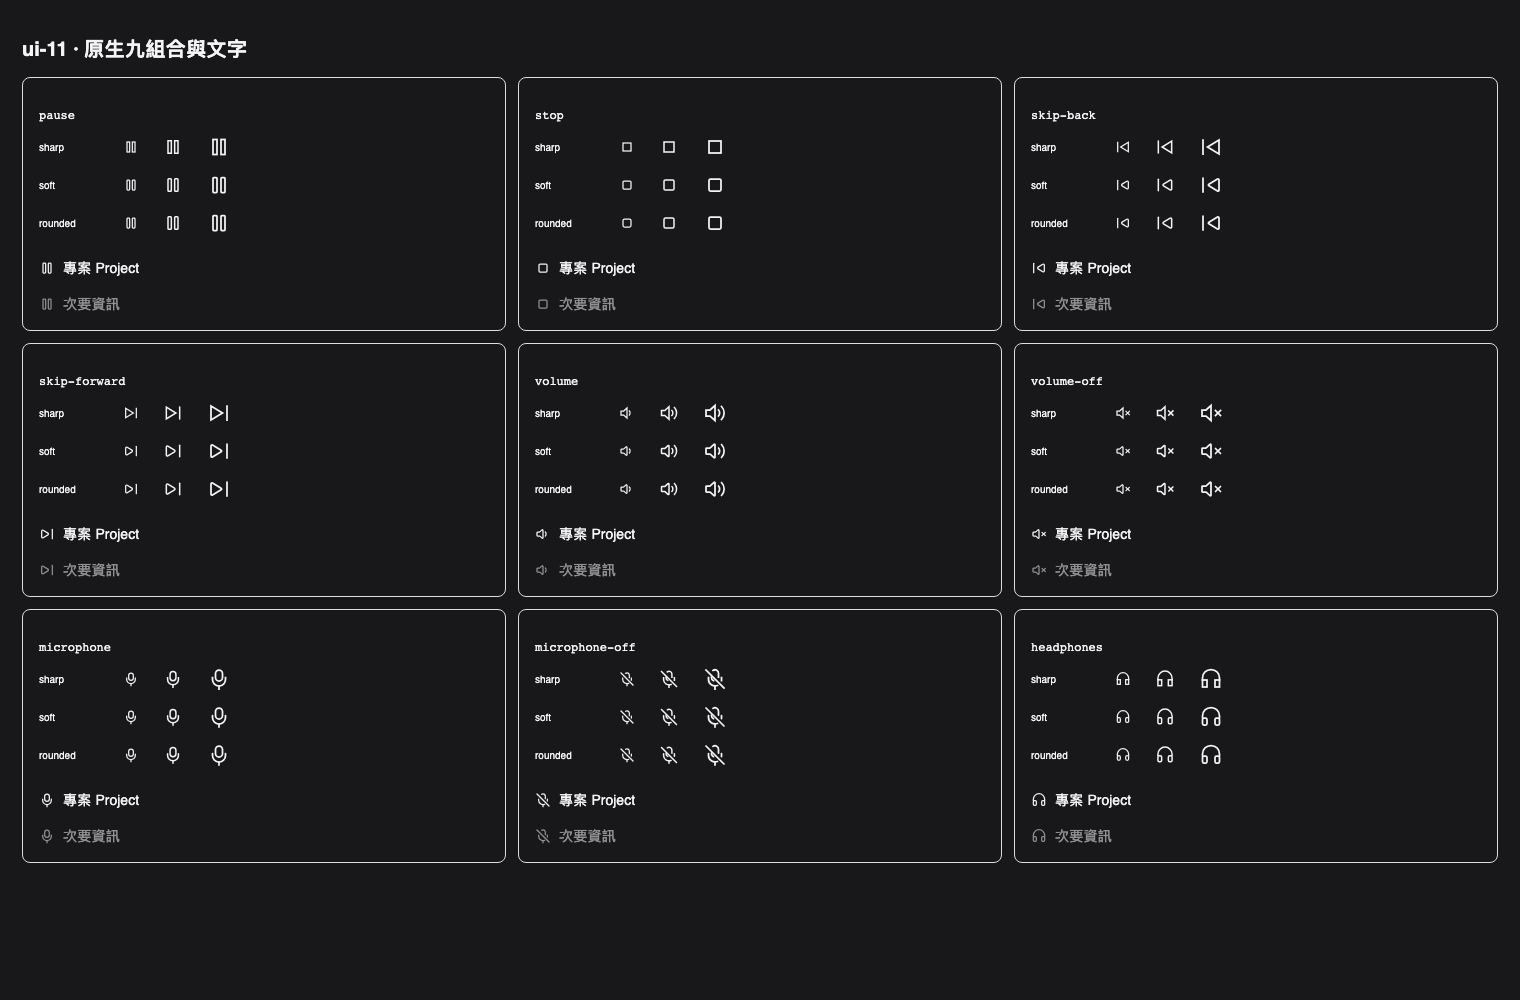 ui-11 · 原生九組合與文字
pause
sharp
soft
rounded
專案 Project
次要資訊
stop
sharp
soft
rounded
專案 Project
次要資訊
skip-back
sharp
soft
rounded
專案 Project
次要資訊
skip-forward
sharp
soft
rounded
專案 Project
次要資訊
volume
sharp
soft
rounded
專案 Project
次要資訊
volume-off
sharp
soft
rounded
專案 Project
次要資訊
microphone
sharp
soft
rounded
專案 Project
次要資訊
microphone-off
sharp
soft
rounded
專案 Project
次要資訊
headphones
sharp
soft
rounded
專案 Project
次要資訊